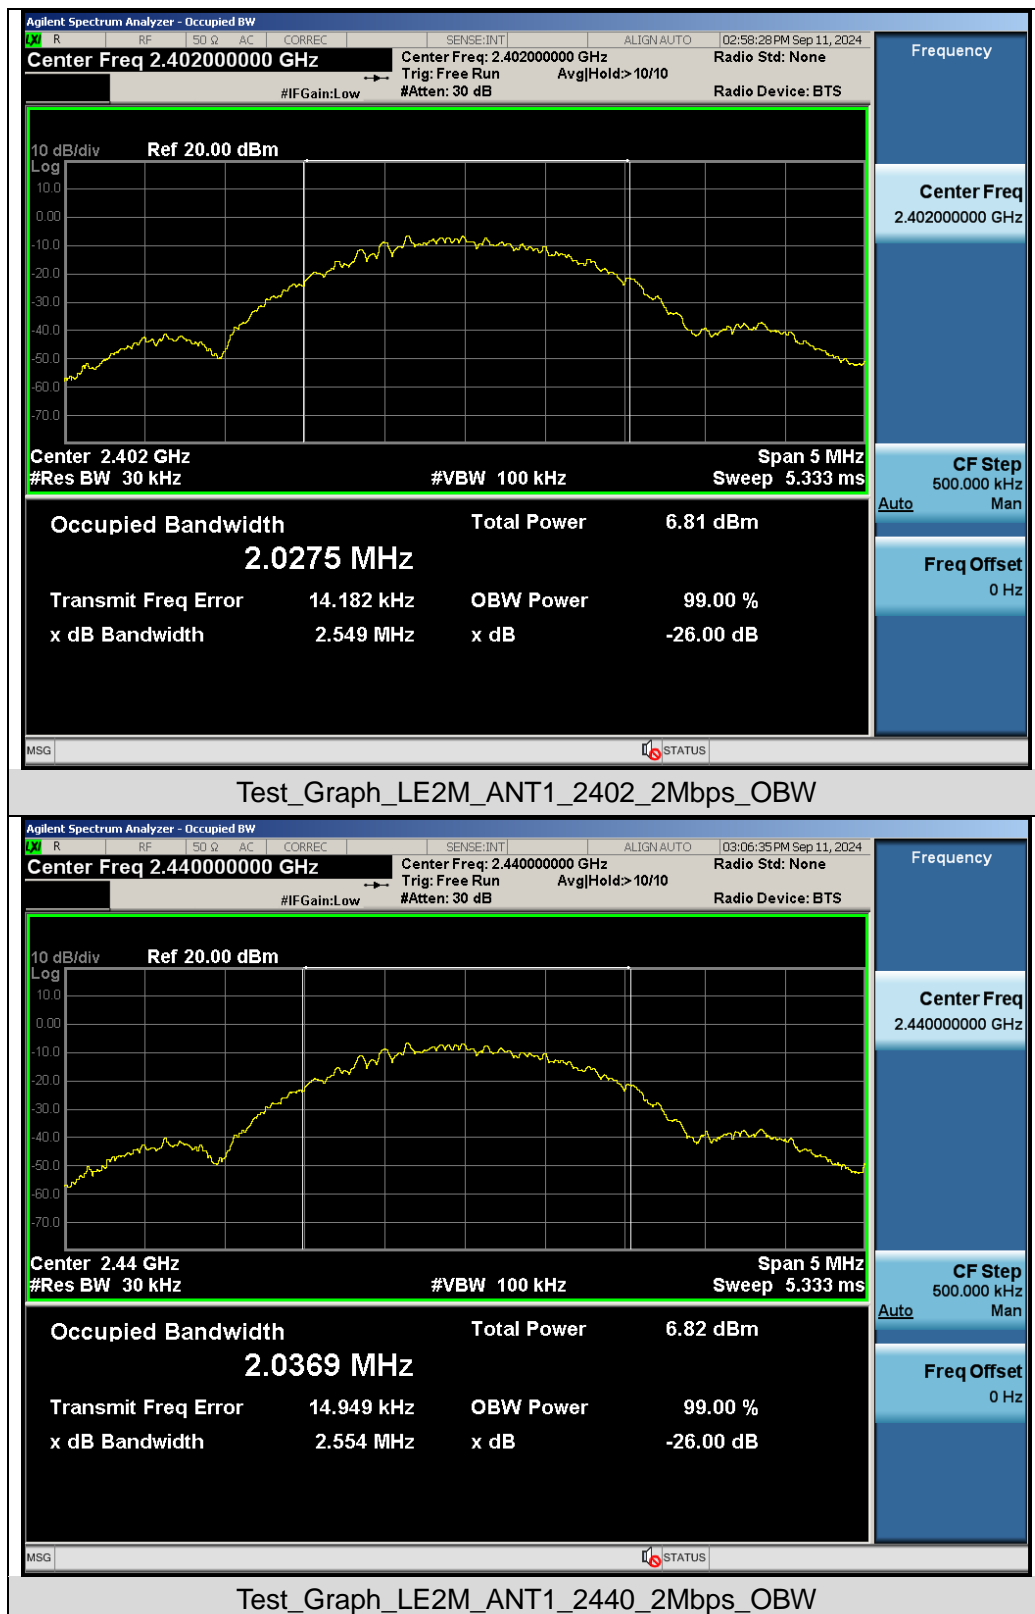 Agilent Spectrum Analyzer - Occupied BW
LXI R RF 50 Ω AC CORREC SENSE:INT ALIGN AUTO 02:58:28 PM Sep 11, 2024
Center Freq 2.402000000 GHz Center Freq: 2.402000000 GHz Radio Std: None
Trig: Free Run Avg|Hold:>10/10
#IFGain:Low #Atten: 30 dB Radio Device: BTS
Frequency
10 dB/div Ref 20.00 dBm
Log
10.0
0.00
-10.0
-20.0
-30.0
-40.0
-50.0
-60.0
-70.0
Center 2.402 GHz Span 5 MHz
#Res BW 30 kHz #VBW 100 kHz Sweep 5.333 ms
Center Freq
2.402000000 GHz
CF Step
500.000 kHz
Auto Man
Freq Offset
0 Hz
Occupied Bandwidth Total Power 6.81 dBm
2.0275 MHz
Transmit Freq Error 14.182 kHz OBW Power 99.00 %
x dB Bandwidth 2.549 MHz x dB -26.00 dB
MSG STATUS
Test_Graph_LE2M_ANT1_2402_2Mbps_OBW
Agilent Spectrum Analyzer - Occupied BW
LXI R RF 50 Ω AC CORREC SENSE:INT ALIGN AUTO 03:06:35 PM Sep 11, 2024
Center Freq 2.440000000 GHz Center Freq: 2.440000000 GHz Radio Std: None
Trig: Free Run Avg|Hold:>10/10
#IFGain:Low #Atten: 30 dB Radio Device: BTS
Frequency
10 dB/div Ref 20.00 dBm
Log
10.0
0.00
-10.0
-20.0
-30.0
-40.0
-50.0
-60.0
-70.0
Center 2.44 GHz Span 5 MHz
#Res BW 30 kHz #VBW 100 kHz Sweep 5.333 ms
Center Freq
2.440000000 GHz
CF Step
500.000 kHz
Auto Man
Freq Offset
0 Hz
Occupied Bandwidth Total Power 6.82 dBm
2.0369 MHz
Transmit Freq Error 14.949 kHz OBW Power 99.00 %
x dB Bandwidth 2.554 MHz x dB -26.00 dB
MSG STATUS
Test_Graph_LE2M_ANT1_2440_2Mbps_OBW